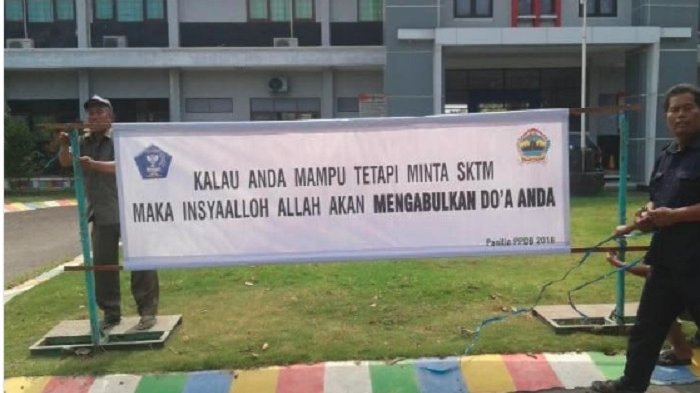 KALAU ANDA MAMPU TETAPI MINTA SKTM
MAKA INSYAALLOH ALLAH AKAN MENGABULKAN DO'A ANDA
Panitia PPDB 2018